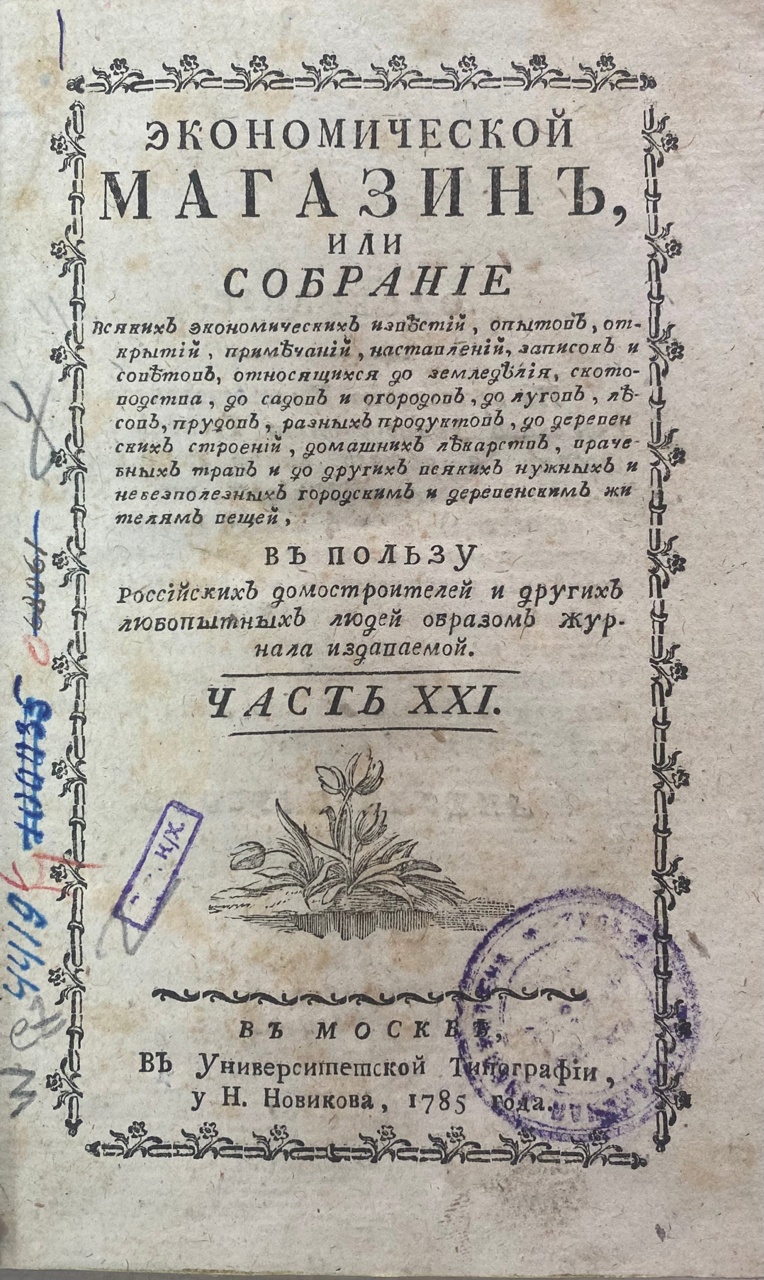 ЭКОНОМИЧЕСКОЙ
МАГАЗИНЪ,
ИЛИ
СОБРАНІЕ
всякихъ экономическихъ извѣстій, опытовъ, от-
крытій, примѣчаній, наставленій, записокъ и
совѣтовъ, относящихся до земледѣлія, ското-
водства, до садовъ и огородовъ, до луговъ, лѣ-
совъ, прудовъ, разныхъ продуктовъ, до деревен
скихъ строеній, домашнихъ лѣкарствъ, враче-
бныхъ травъ и до другихъ всякихъ нужныхъ и
небезполезныхъ городскимъ и деревенскимъ жи
телямъ вещей,
ВЪ ПОЛЬЗУ
Россійскихъ домостроителей и другихъ
любопытныхъ людей образомъ жур-
нала издаваемой.
ЧАСТЬ XXI.
Н/Х.
ВЪ МОСКВѢ,
Въ Университетской Типографіи,
у Н. Новикова, 1785 года.